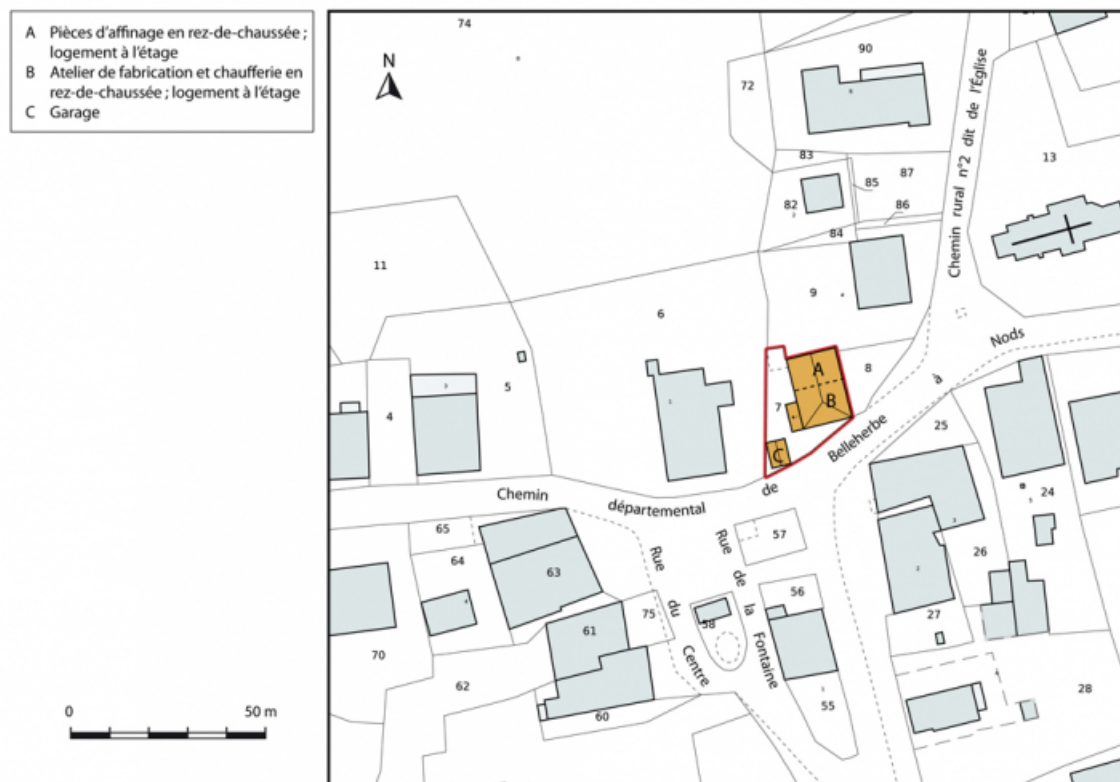 A Pièces d'affinage en rez-de-chaussée ;
logement à l'étage
B Atelier de fabrication et chaufferie en
rez-de-chaussée ; logement à l'étage
C Garage
0 50 m
N
74
90
72
83
85
87
82
86
84
13
11
6
9
5
4
3
8
7
A
B
C
1
Chemin rural n°2 dit de l'Église
Chemin départemental de Belleherbe à Nods
25
24
26
27
28
65
64
63
57
56
75
58
61
62
70
60
55
2
Rue du Centre
Rue de la Fontaine